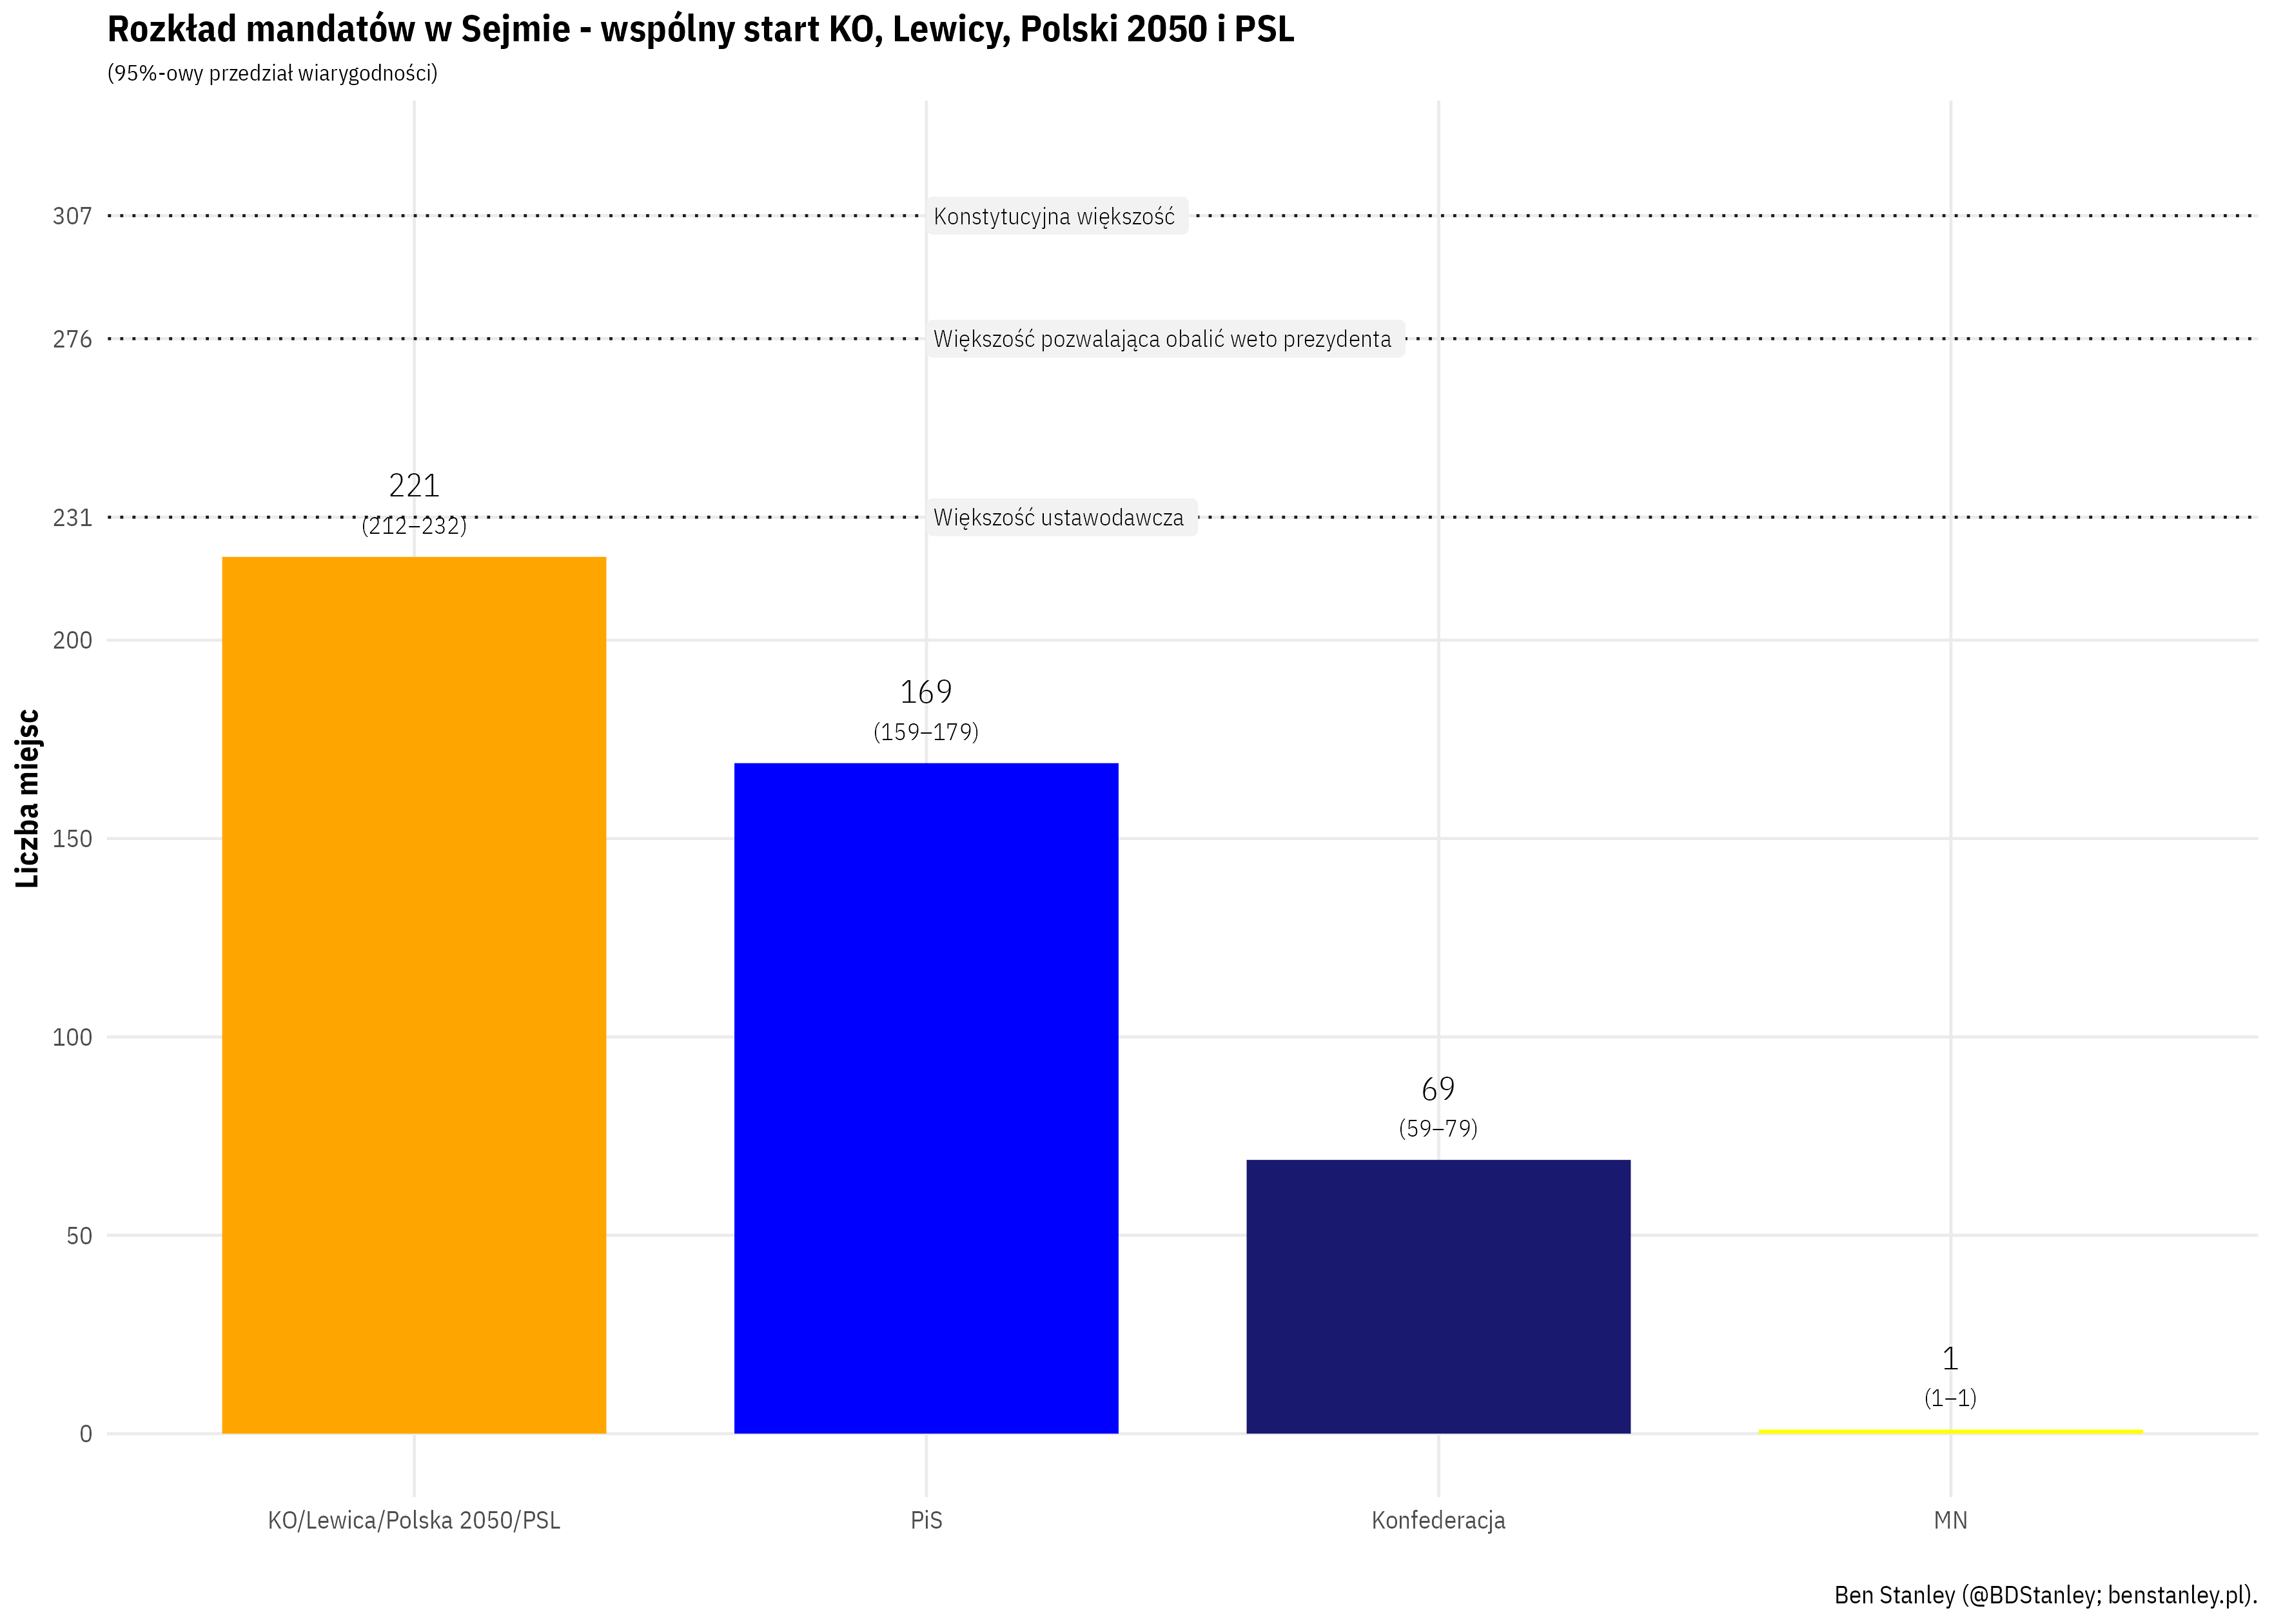 Rozkład mandatów w Sejmie - wspólny start KO, Lewicy, Polski 2050 i PSL
(95%-owy przedział wiarygodności)
Liczba miejsc
307
Konstytucyjna większość
276
Większość pozwalająca obalić weto prezydenta
221
231
(212–232)
Większość ustawodawcza
200
169
(159–179)
150
100
69
(59–79)
50
1
(1–1)
0
KO/Lewica/Polska 2050/PSL
PiS
Konfederacja
MN
Ben Stanley (@BDStanley; benstanley.pl).